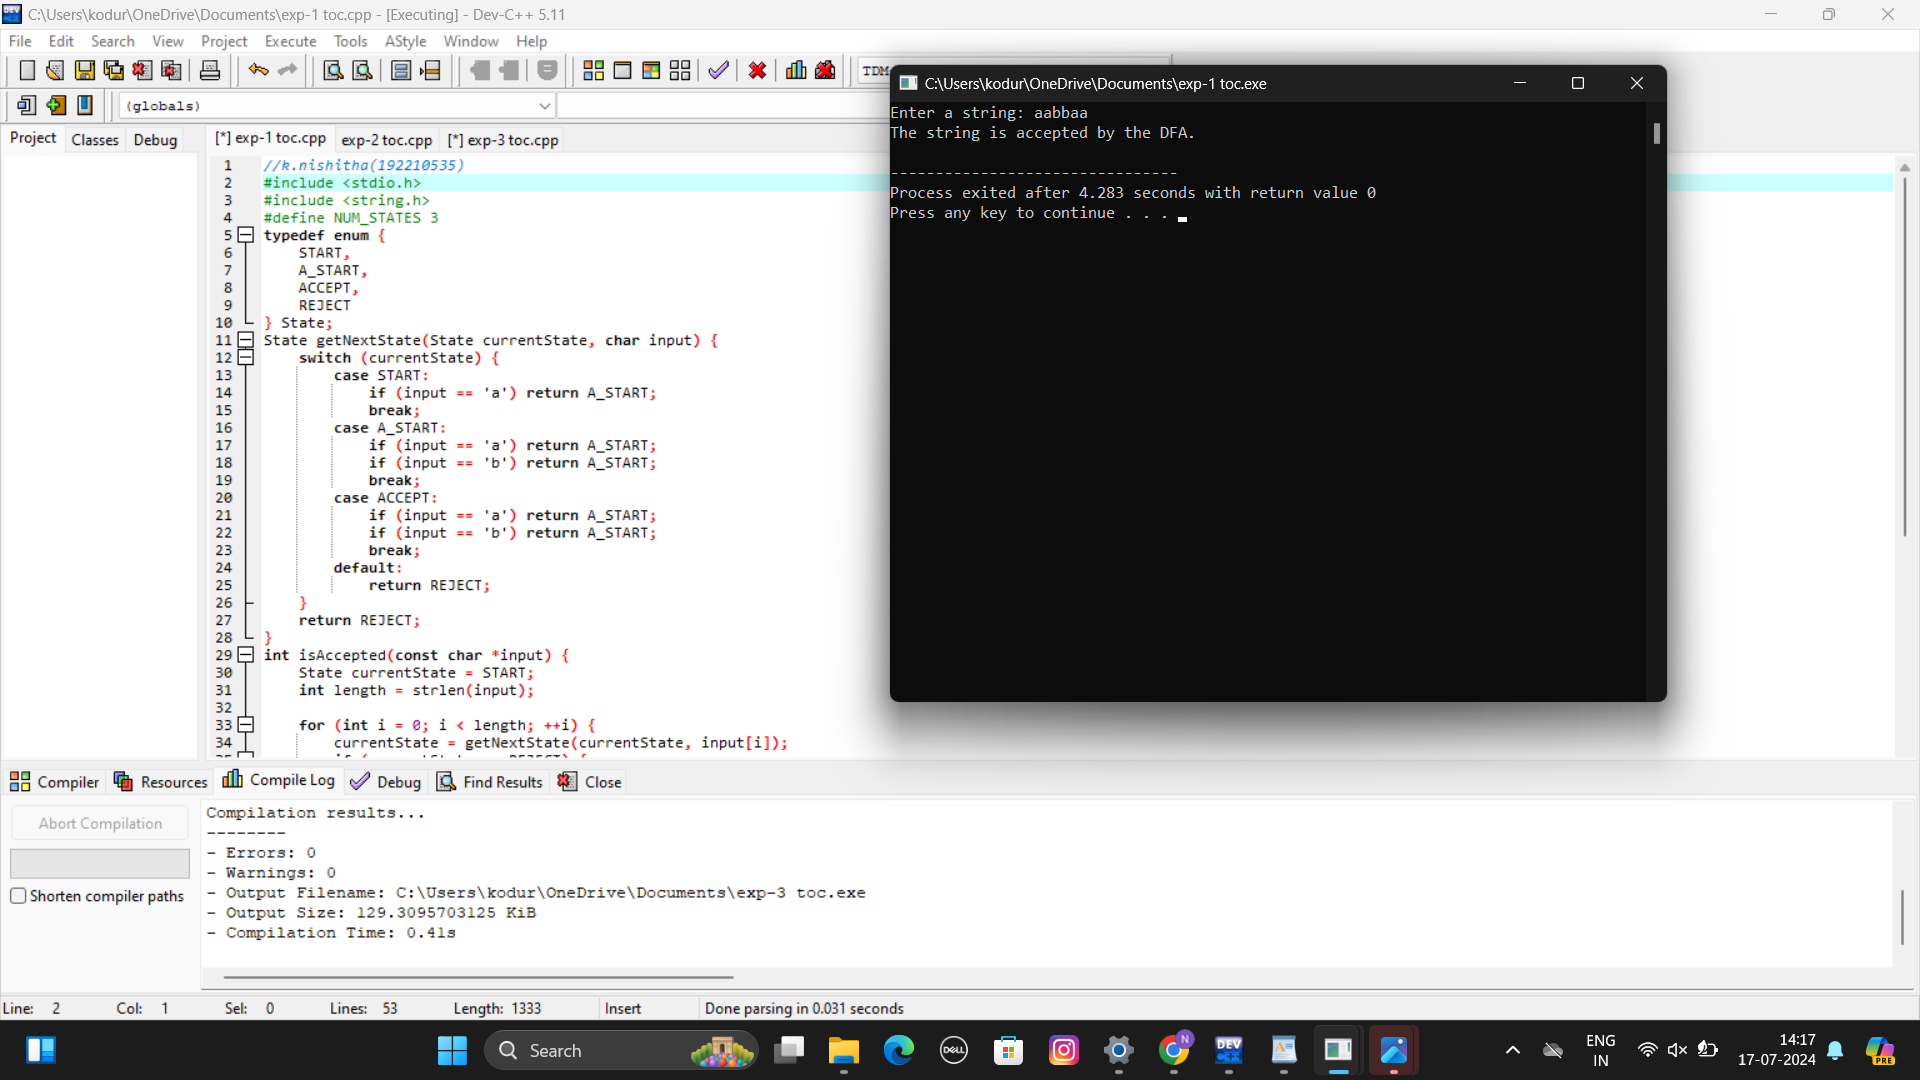 C:\Users\kodur\OneDrive\Documents\exp-1 toc.cpp - [Executing] - Dev-C++ 5.11
File Edit Search View Project Execute Tools AStyle Window Help
TDM
(globals)
Project Classes Debug
[*] exp-1 toc.cpp exp-2 toc.cpp [*] exp-3 toc.cpp
1 //k.nishitha(192210535)
2 #include <stdio.h>
3 #include <string.h>
4 #define NUM_STATES 3
5 typedef enum {
6 START,
7 A_START,
8 ACCEPT,
9 REJECT
10 } State;
11 State getNextState(State currentState, char input) {
12 switch (currentState) {
13 case START:
14 if (input == 'a') return A_START;
15 break;
16 case A_START:
17 if (input == 'a') return A_START;
18 if (input == 'b') return A_START;
19 break;
20 case ACCEPT:
21 if (input == 'a') return A_START;
22 if (input == 'b') return A_START;
23 break;
24 default:
25 return REJECT;
26 }
27 return REJECT;
28 }
29 int isAccepted(const char *input) {
30 State currentState = START;
31 int length = strlen(input);
32
33 for (int i = 0; i < length; ++i) {
34 currentState = getNextState(currentState, input[i]);
C:\Users\kodur\OneDrive\Documents\exp-1 toc.exe
Enter a string: aabbaa
The string is accepted by the DFA.
--------------------------------
Process exited after 4.283 seconds with return value 0
Press any key to continue . . .
Compiler Resources Compile Log Debug Find Results Close
Abort Compilation
Shorten compiler paths
Compilation results...
--------
- Errors: 0
- Warnings: 0
- Output Filename: C:\Users\kodur\OneDrive\Documents\exp-3 toc.exe
- Output Size: 129.3095703125 KiB
- Compilation Time: 0.41s
Line: 2 Col: 1 Sel: 0 Lines: 53 Length: 1333 Insert Done parsing in 0.031 seconds
Search
DELL
N
DEV C++
ENG
IN
14:17
17-07-2024
PRE